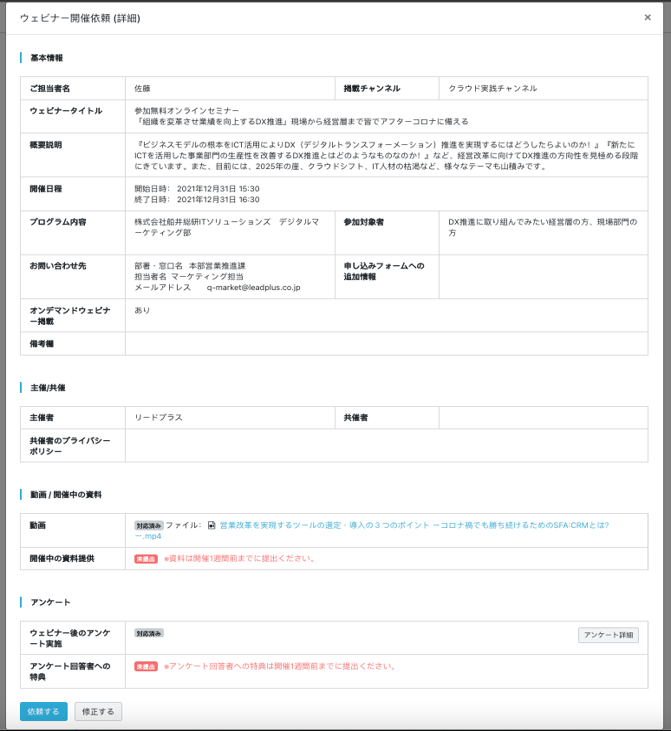 ウェビナー開催依頼 (詳細)
×
基本情報
ご担当者名
佐藤
掲載チャンネル
クラウド実践チャンネル
ウェビナータイトル
参加無料オンラインセミナー
「組織を変革させ業績を向上するDX推進」現場から経営層まで皆でアフターコロナに備える
概要説明
『ビジネスモデルの根本をICT活用によりDX（デジタルトランスフォーメーション）推進を実現するにはどうしたらよいのか！』『新たに
ICTを活用した事業部門の生産性を改善するDX推進とはどのようなものなのか！』など、経営改革に向けてDX推進の方向性を見極める段階
にきています。また、目前には、2025年の崖、クラウドシフト、IT人材の枯渇など、様々なテーマも山積みです。
開催日程
開始日時： 2021年12月31日 15:30
終了日時： 2021年12月31日 16:30
プログラム内容
株式会社船井総研ITソリューションズ　デジタルマ
ーケティング部
参加対象者
DX推進に取り組んでみたい経営層の方、現場部門の
方
お問い合わせ先
部署・窓口名 本部営業推進課
担当者名 マーケティング担当
メールアドレス　 q-market@leadplus.co.jp
申し込みフォームへの
追加情報
オンデマンドウェビナ
ー掲載
あり
備考欄
主催/共催
主催者
リードプラス
共催者
共催者のプライバシー
ポリシー
動画 / 開催中の資料
動画
対応済み ファイル： 営業改革を実現するツールの選定・導入の３つのポイント ーコロナ禍でも勝ち続けるためのSFA:CRMとは?
ー.mp4
開催中の資料提供
未提出 ※資料は開催1週間前までに提出ください。
アンケート
ウェビナー後のアンケ
ート実施
対応済み
アンケート詳細
アンケート回答者への
特典
未提出 ※アンケート回答者への特典は開催1週間前までに提出ください。
依頼する
修正する